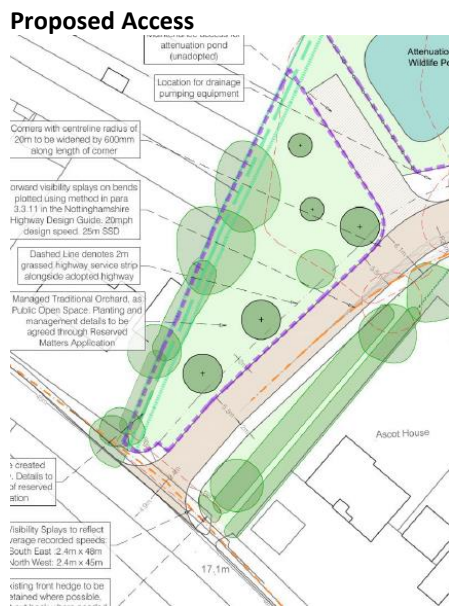 Proposed Access
Maintenance access for
attenuation pond
(unadopted)
Attenuation
Wildlife Po
Location for drainage
pumping equipment
Corners with centreline radius of
20m to be widened by 600mm
along length of corner
orward visibility splays on bends
plotted using method in para
3.3.11 in the Nottinghamshire
Highway Design Guide. 20mph
design speed. 25m SSD
Dashed Line denotes 2m
grassed highway service strip
alongside adopted highway
Managed Traditional Orchard, as
Public Open Space. Planting and
management details to be
agreed through Reserved
Matters Application
Ascot House
e created
. Details to
of reserved
ation
Visibility Splays to reflect
verage recorded speeds:
South East :2.4m x 48m
North West: 2.4m x 45m
17.1m
xisting front hedge to be
etained where possible,